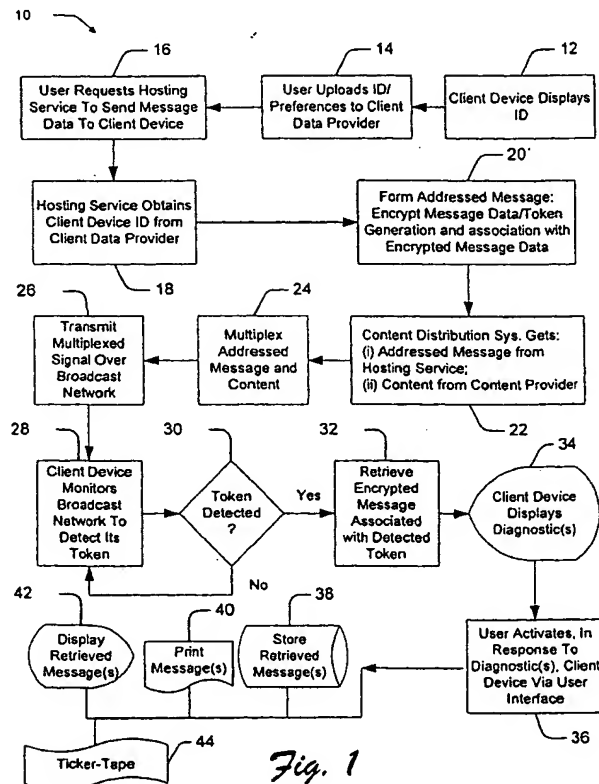 10
16
14
12
User Requests Hosting
Service To Send Message
Data To Client Device
User Uploads ID/
Preferences to Client
Data Provider
Client Device Displays
ID
20
Hosting Service Obtains
Client Device ID from
Client Data Provider
18
Form Addressed Message:
Encrypt Message Data/Token
Generation and association with
Encrypted Message Data
26
24
Transmit
Multiplexed
Signal Over
Broadcast
Network
Multiplex
Addressed
Message and
Content
Content Distribution Sys. Gets:
(i) Addressed Message from
Hosting Service;
(ii) Content from Content Provider
22
28
30
32
34
Client Device
Monitors
Broadcast
Network To
Detect Its
Token
Token
Detected
?
Yes
No
Retrieve
Encrypted
Message
Associated
with Detected
Token
Client Device
Displays
Diagnostic(s)
42
40
38
Display
Retrieved
Message(s)
Print
Message(s)
Store
Retrieved
Message(s)
User Activates, In
Response To
Diagnostic(s), Client
Device Via User
Interface
36
Ticker-Tape
44
Fig. 1